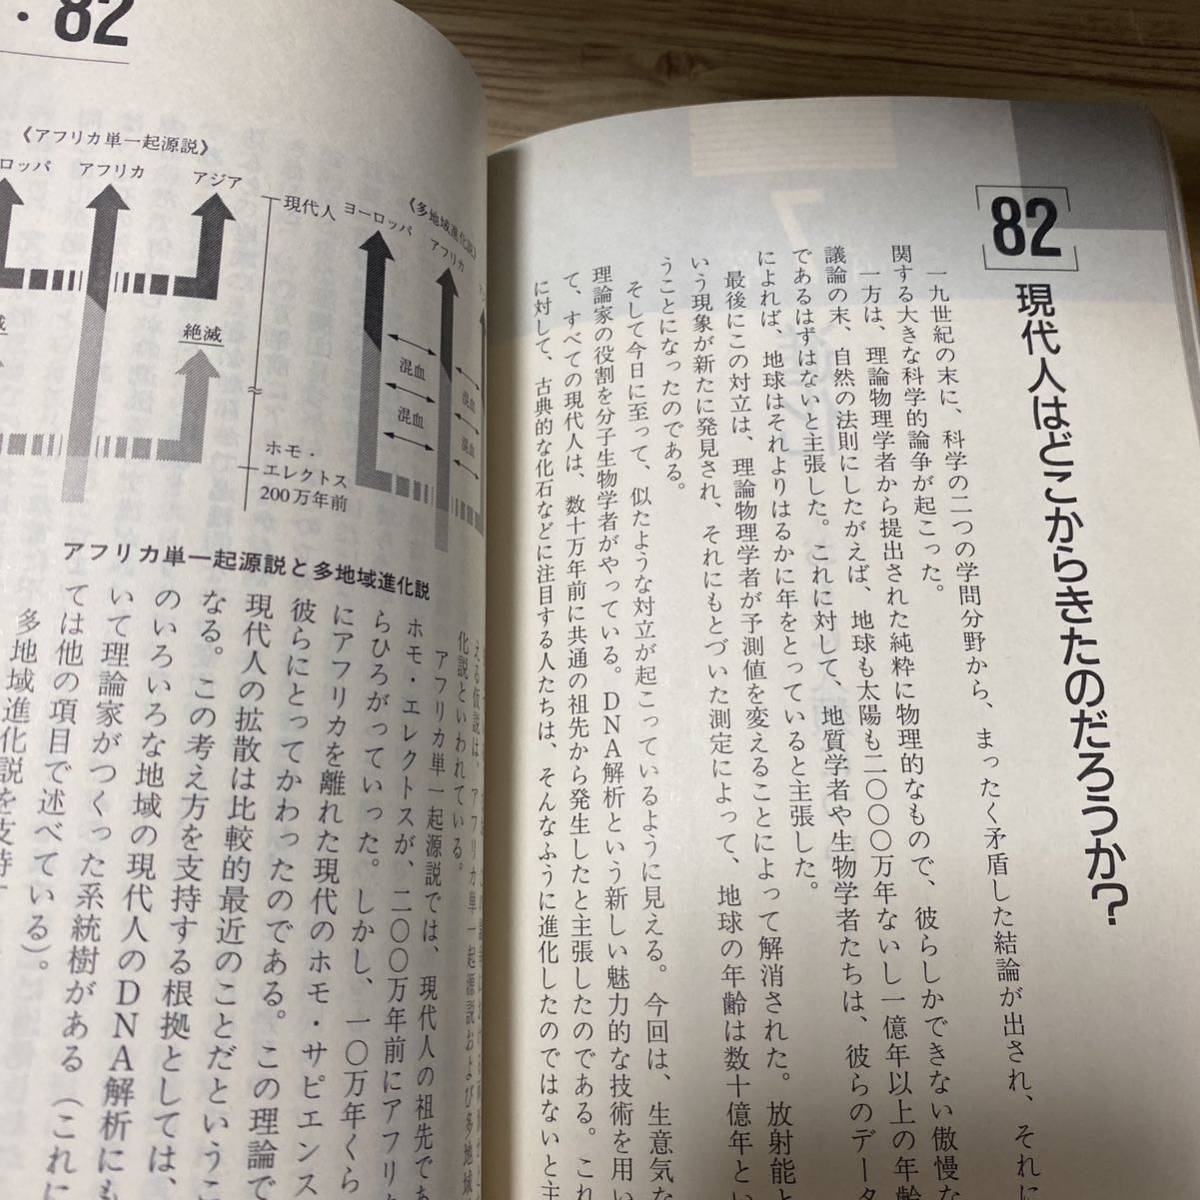 82
現代人はどこからきたのだろうか?
一九世紀の末に、科学の二つの学問分野から、まったく矛盾した結論が出され、それに
関する大きな科学的論争が起こった。
一方は、理論物理学者から提出された純粋に物理的なもので、彼らしかできない傲慢な
議論の末、自然の法則にしたがえば、地球も太陽も二〇〇〇万年ないし一億年以上の年齢
であるはずはないと主張した。これに対して、地質学者や生物学者たちは、彼らのデータ
によれば、地球はそれよりはるかに年をとっていると主張した。
最後にこの対立は、理論物理学者が予測値を変えることによって解消された。放射能と
いう現象が新たに発見され、それにもとづいた測定によって、地球の年齢は数十億年とい
うことになったのである。
そして今日に至って、似たような対立が起こっているように見える。今回は、生意気な
理論家の役割を分子生物学者がやっている。DNA解析という新しい魅力的な技術を用い
て、すべての現代人は、数十万年前に共通の祖先から発生したと主張したのである。これ
に対して、古典的な化石などに注目する人たちは、そんなふうに進化したのではないと主
・82
《アフリカ単一起源説》
ロッパ
アフリカ
アジア
絶滅
滅
現代人
ホモ・
エレクトス
200万年前
《多地域進化説》
ヨーロッパ
アフリカ
混血
混血
混血
混血
アフリカ単一起源説と多地域進化説
える仮説は、アフリカ単一起源説および多地域
化説といわれている。
アフリカ単一起源説では、現代人の祖先であ
ホモ・エレクトスが、二〇〇万年前にアフリ
らひろがっていった。しかし、一〇万年くら
にアフリカを離れた現代のホモ・サピエンス
彼らにとってかわったのである。この理論で
現代人の拡散は比較的最近のことだというこ
なる。この考え方を支持する根拠としては、
のいろいろな地域の現代人のDNA解析にも
いて理論家がつくった系統樹がある（これに
ては他の項目で述べている）。
多地域進化説を支持す